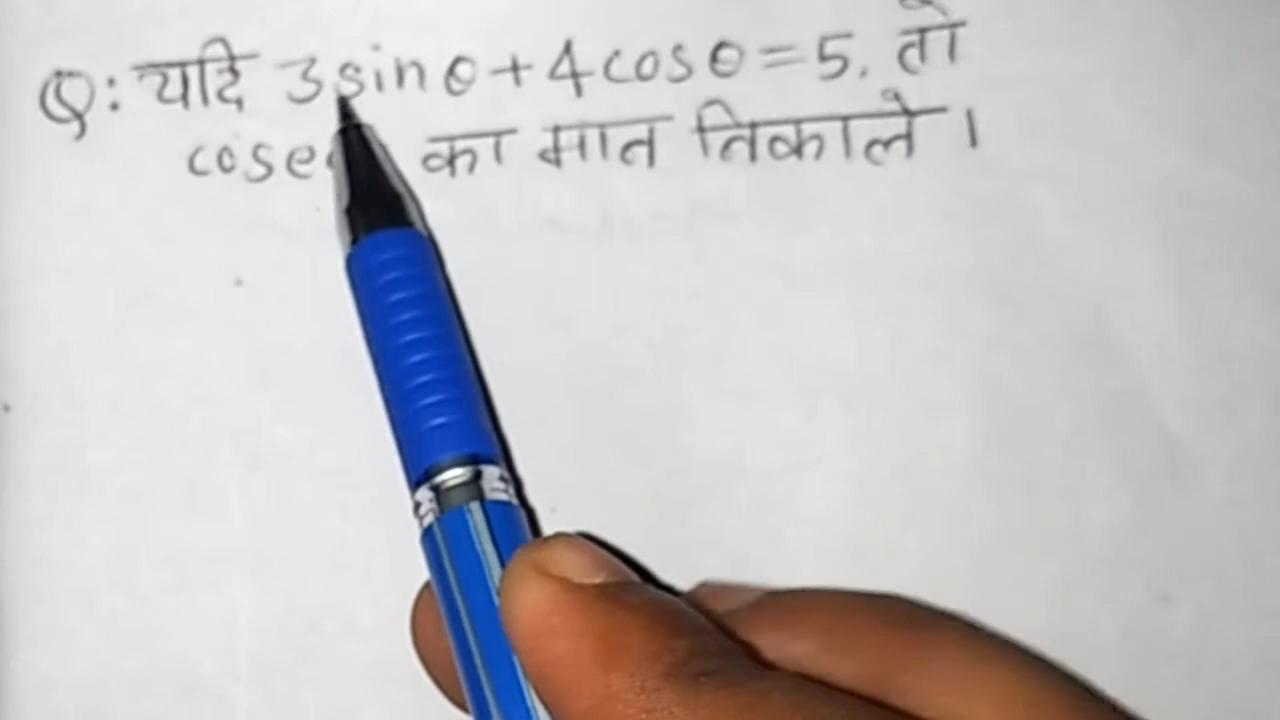 Q: यदि 3sinθ+4cosθ=5, तो
का मान निकाले।